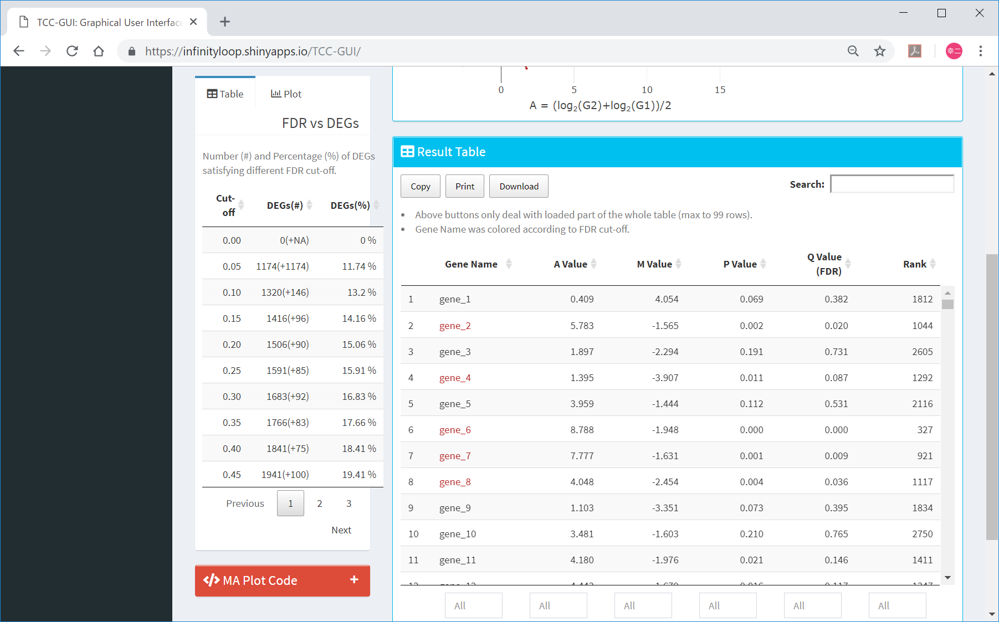 TCC-GUI: Graphical User Interface
https://infinityloop.shinyapps.io/TCC-GUI/
幸二
Table
Plot
FDR vs DEGs
Number (#) and Percentage (%) of DEGs
satisfying different FDR cut-off.
Cut-off DEGs(#) DEGs(%)
0.00 0(+NA) 0 %
0.05 1174(+1174) 11.74 %
0.10 1320(+146) 13.2 %
0.15 1416(+96) 14.16 %
0.20 1506(+90) 15.06 %
0.25 1591(+85) 15.91 %
0.30 1683(+92) 16.83 %
0.35 1766(+83) 17.66 %
0.40 1841(+75) 18.41 %
0.45 1941(+100) 19.41 %
Previous 1 2 3
Next
MA Plot Code +
0 5 10 15
A = (log₂(G2)+log₂(G1))/2
Result Table
Copy Print Download
Search:
• Above buttons only deal with loaded part of the whole table (max to 99 rows).
• Gene Name was colored according to FDR cut-off.
Gene Name A Value M Value P Value Q Value (FDR) Rank
1 gene_1 0.409 4.054 0.069 0.382 1812
2 gene_2 5.783 -1.565 0.002 0.020 1044
3 gene_3 1.897 -2.294 0.191 0.731 2605
4 gene_4 1.395 -3.907 0.011 0.087 1292
5 gene_5 3.959 -1.444 0.112 0.531 2116
6 gene_6 8.788 -1.948 0.000 0.000 327
7 gene_7 7.777 -1.631 0.001 0.009 921
8 gene_8 4.048 -2.454 0.004 0.036 1117
9 gene_9 1.103 -3.351 0.073 0.395 1834
10 gene_10 3.481 -1.603 0.210 0.765 2750
11 gene_11 4.180 -1.976 0.021 0.146 1411
All All All All All All